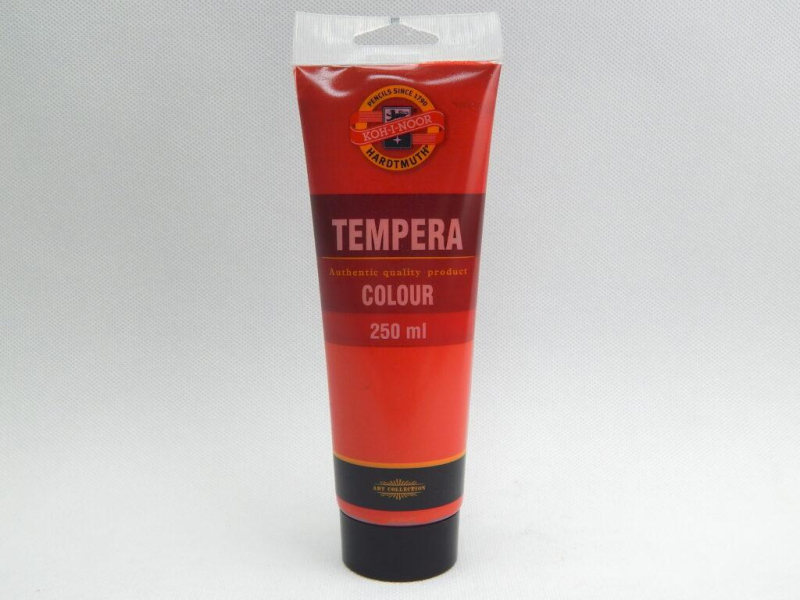 PENCILS SINCE 1790
KOH-I-NOOR
HARDTMUTH®
TEMPERA
Authentic quality product
COLOUR
250 ml
ART COLLECTION